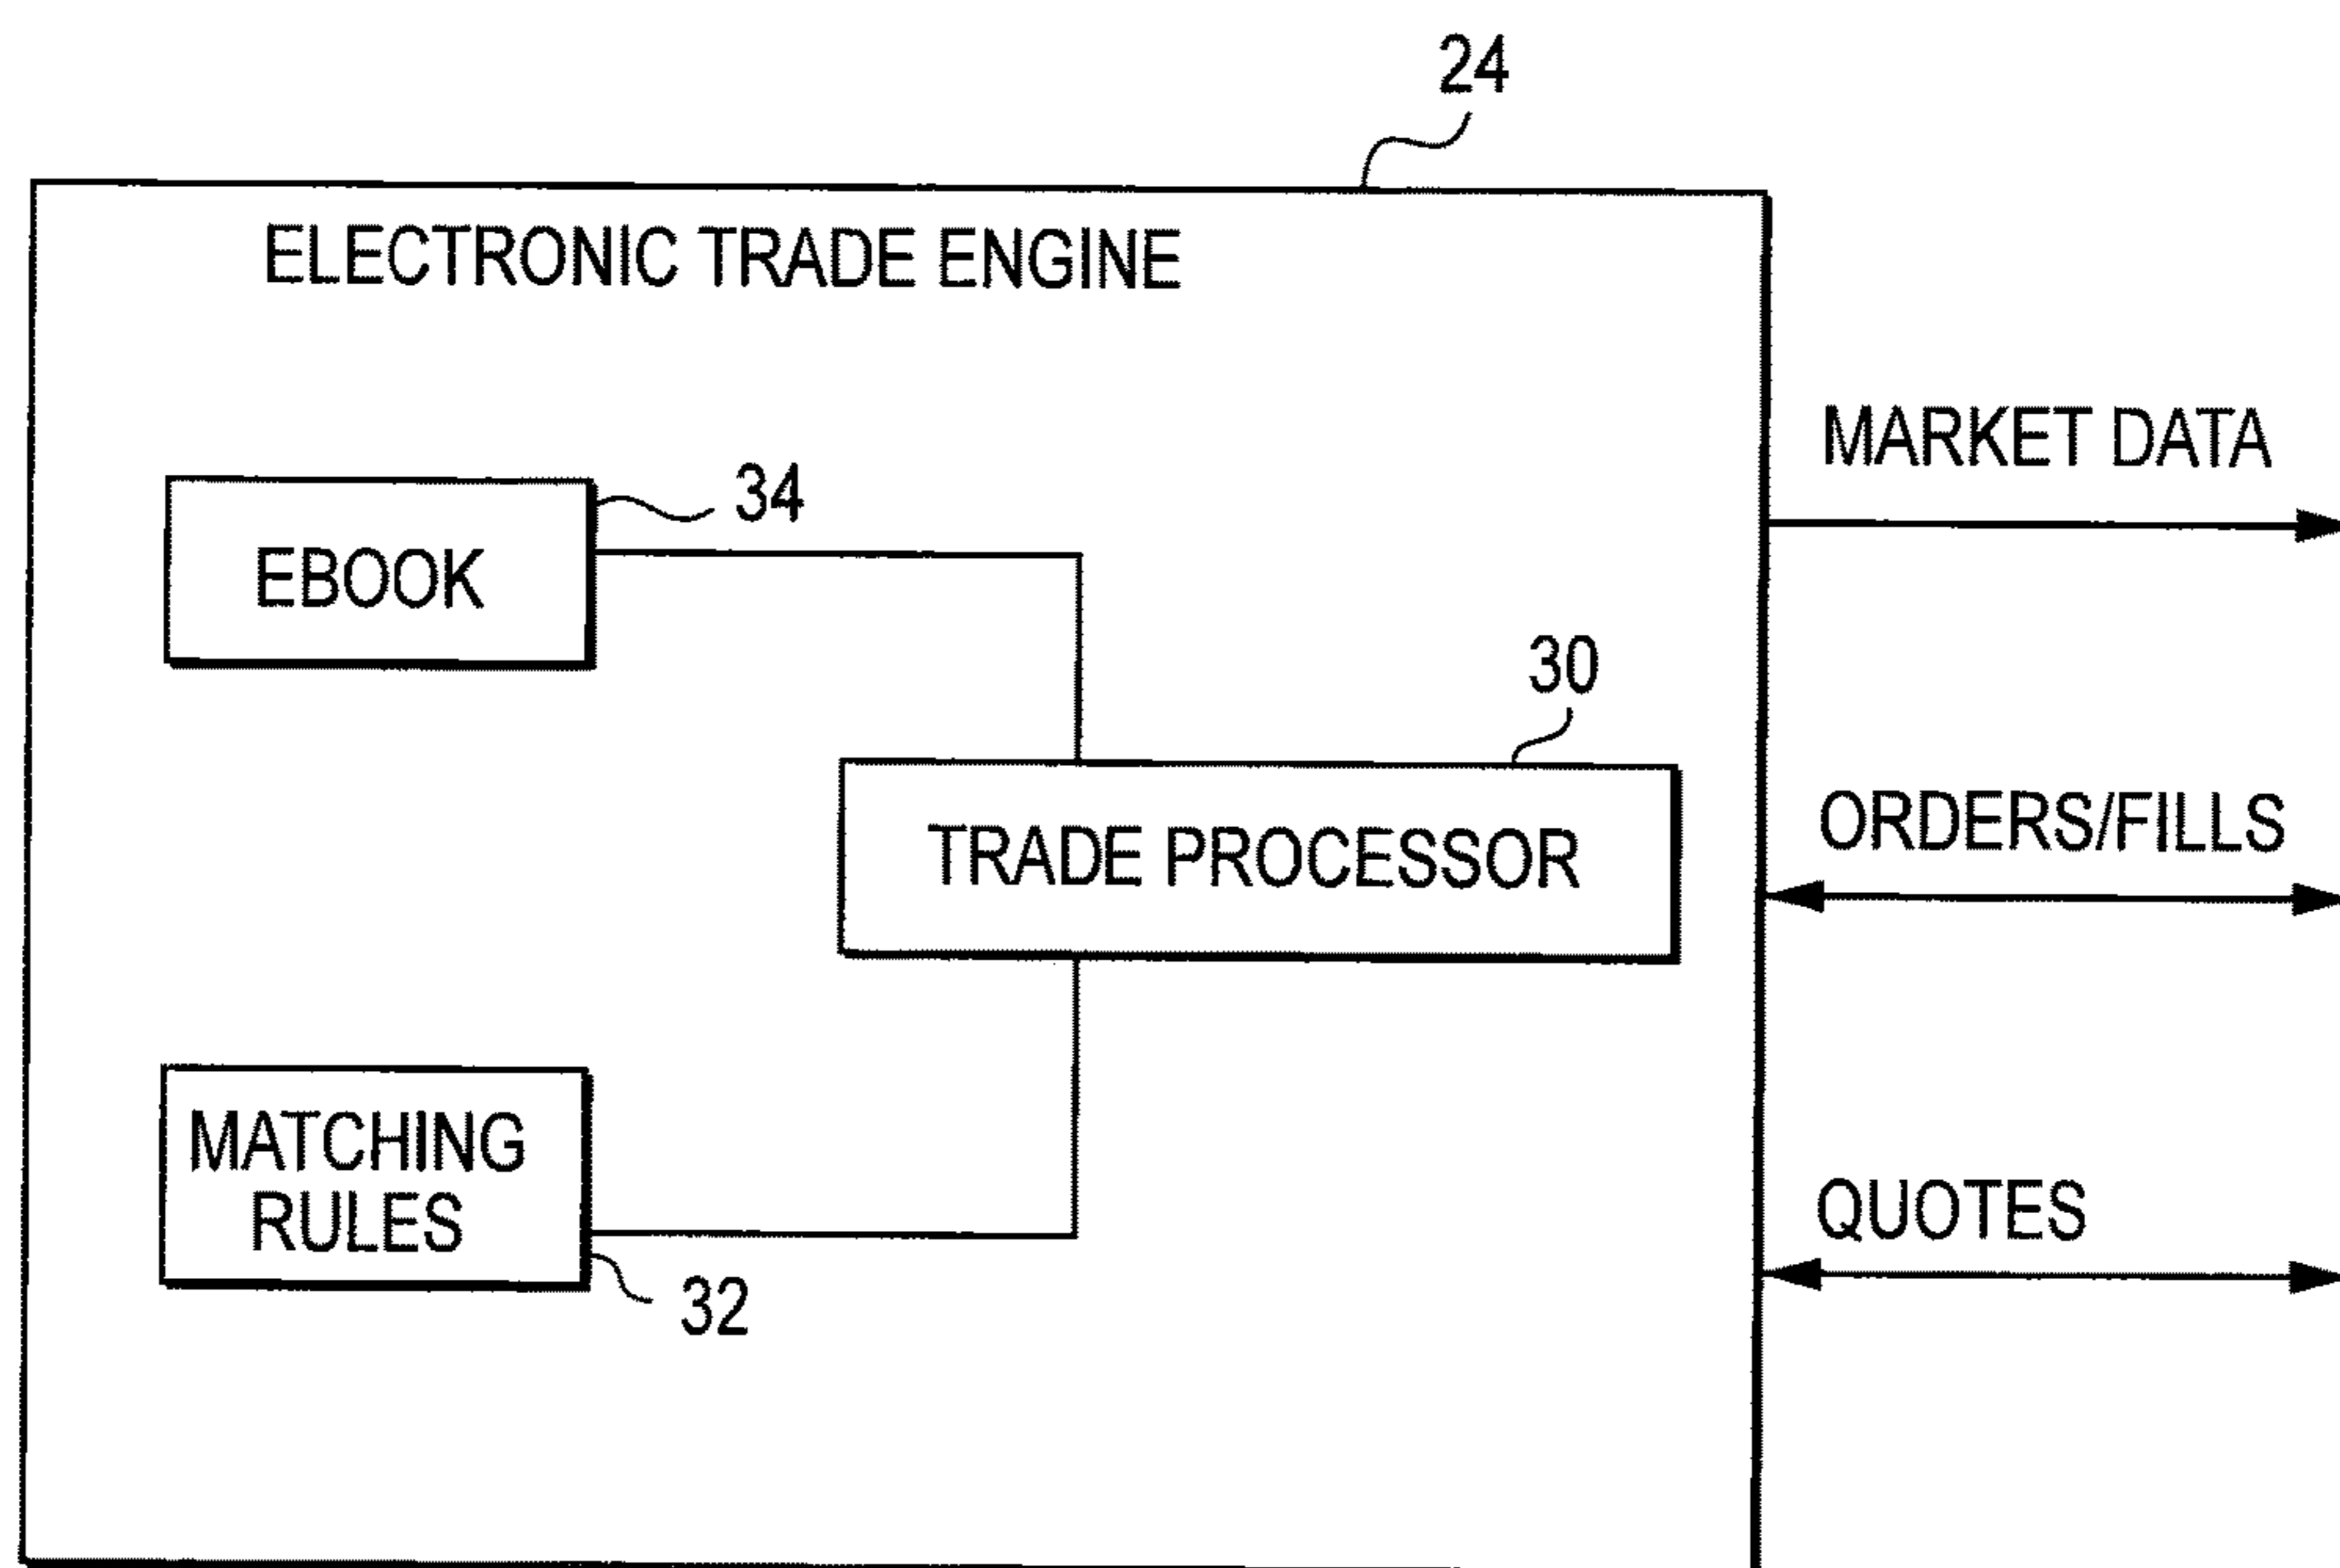 24
ELECTRONIC TRADE ENGINE
MARKET DATA
34
EBOOK
30
ORDERS/FILLS
TRADE PROCESSOR
MATCHING
RULES
QUOTES
32